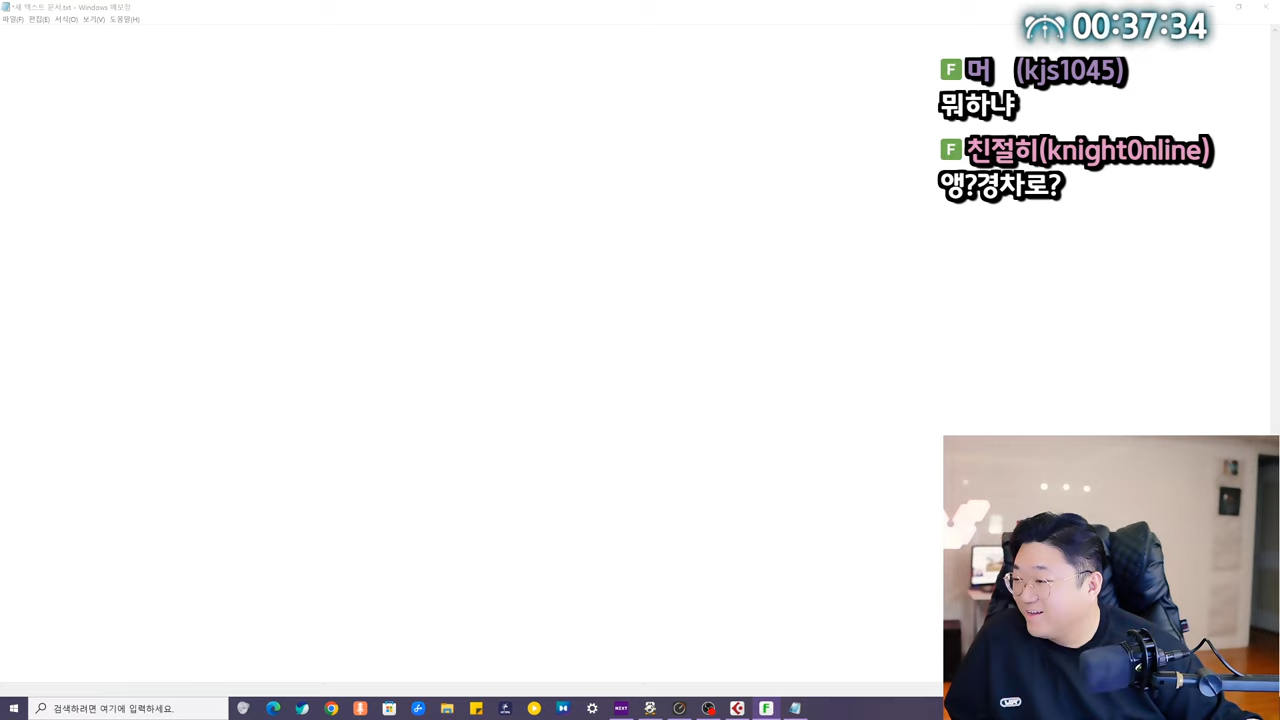 *새 텍스트 문서.txt - Windows 메모장
파일(F) 편집(E) 서식(O) 보기(V) 도움말(H)
00:37:34
F 머 (kjs1045)
뭐하냐
F 친절히(knight0nline)
앵?경차로?
검색하려면 여기에 입력하세요.
NEXT
F